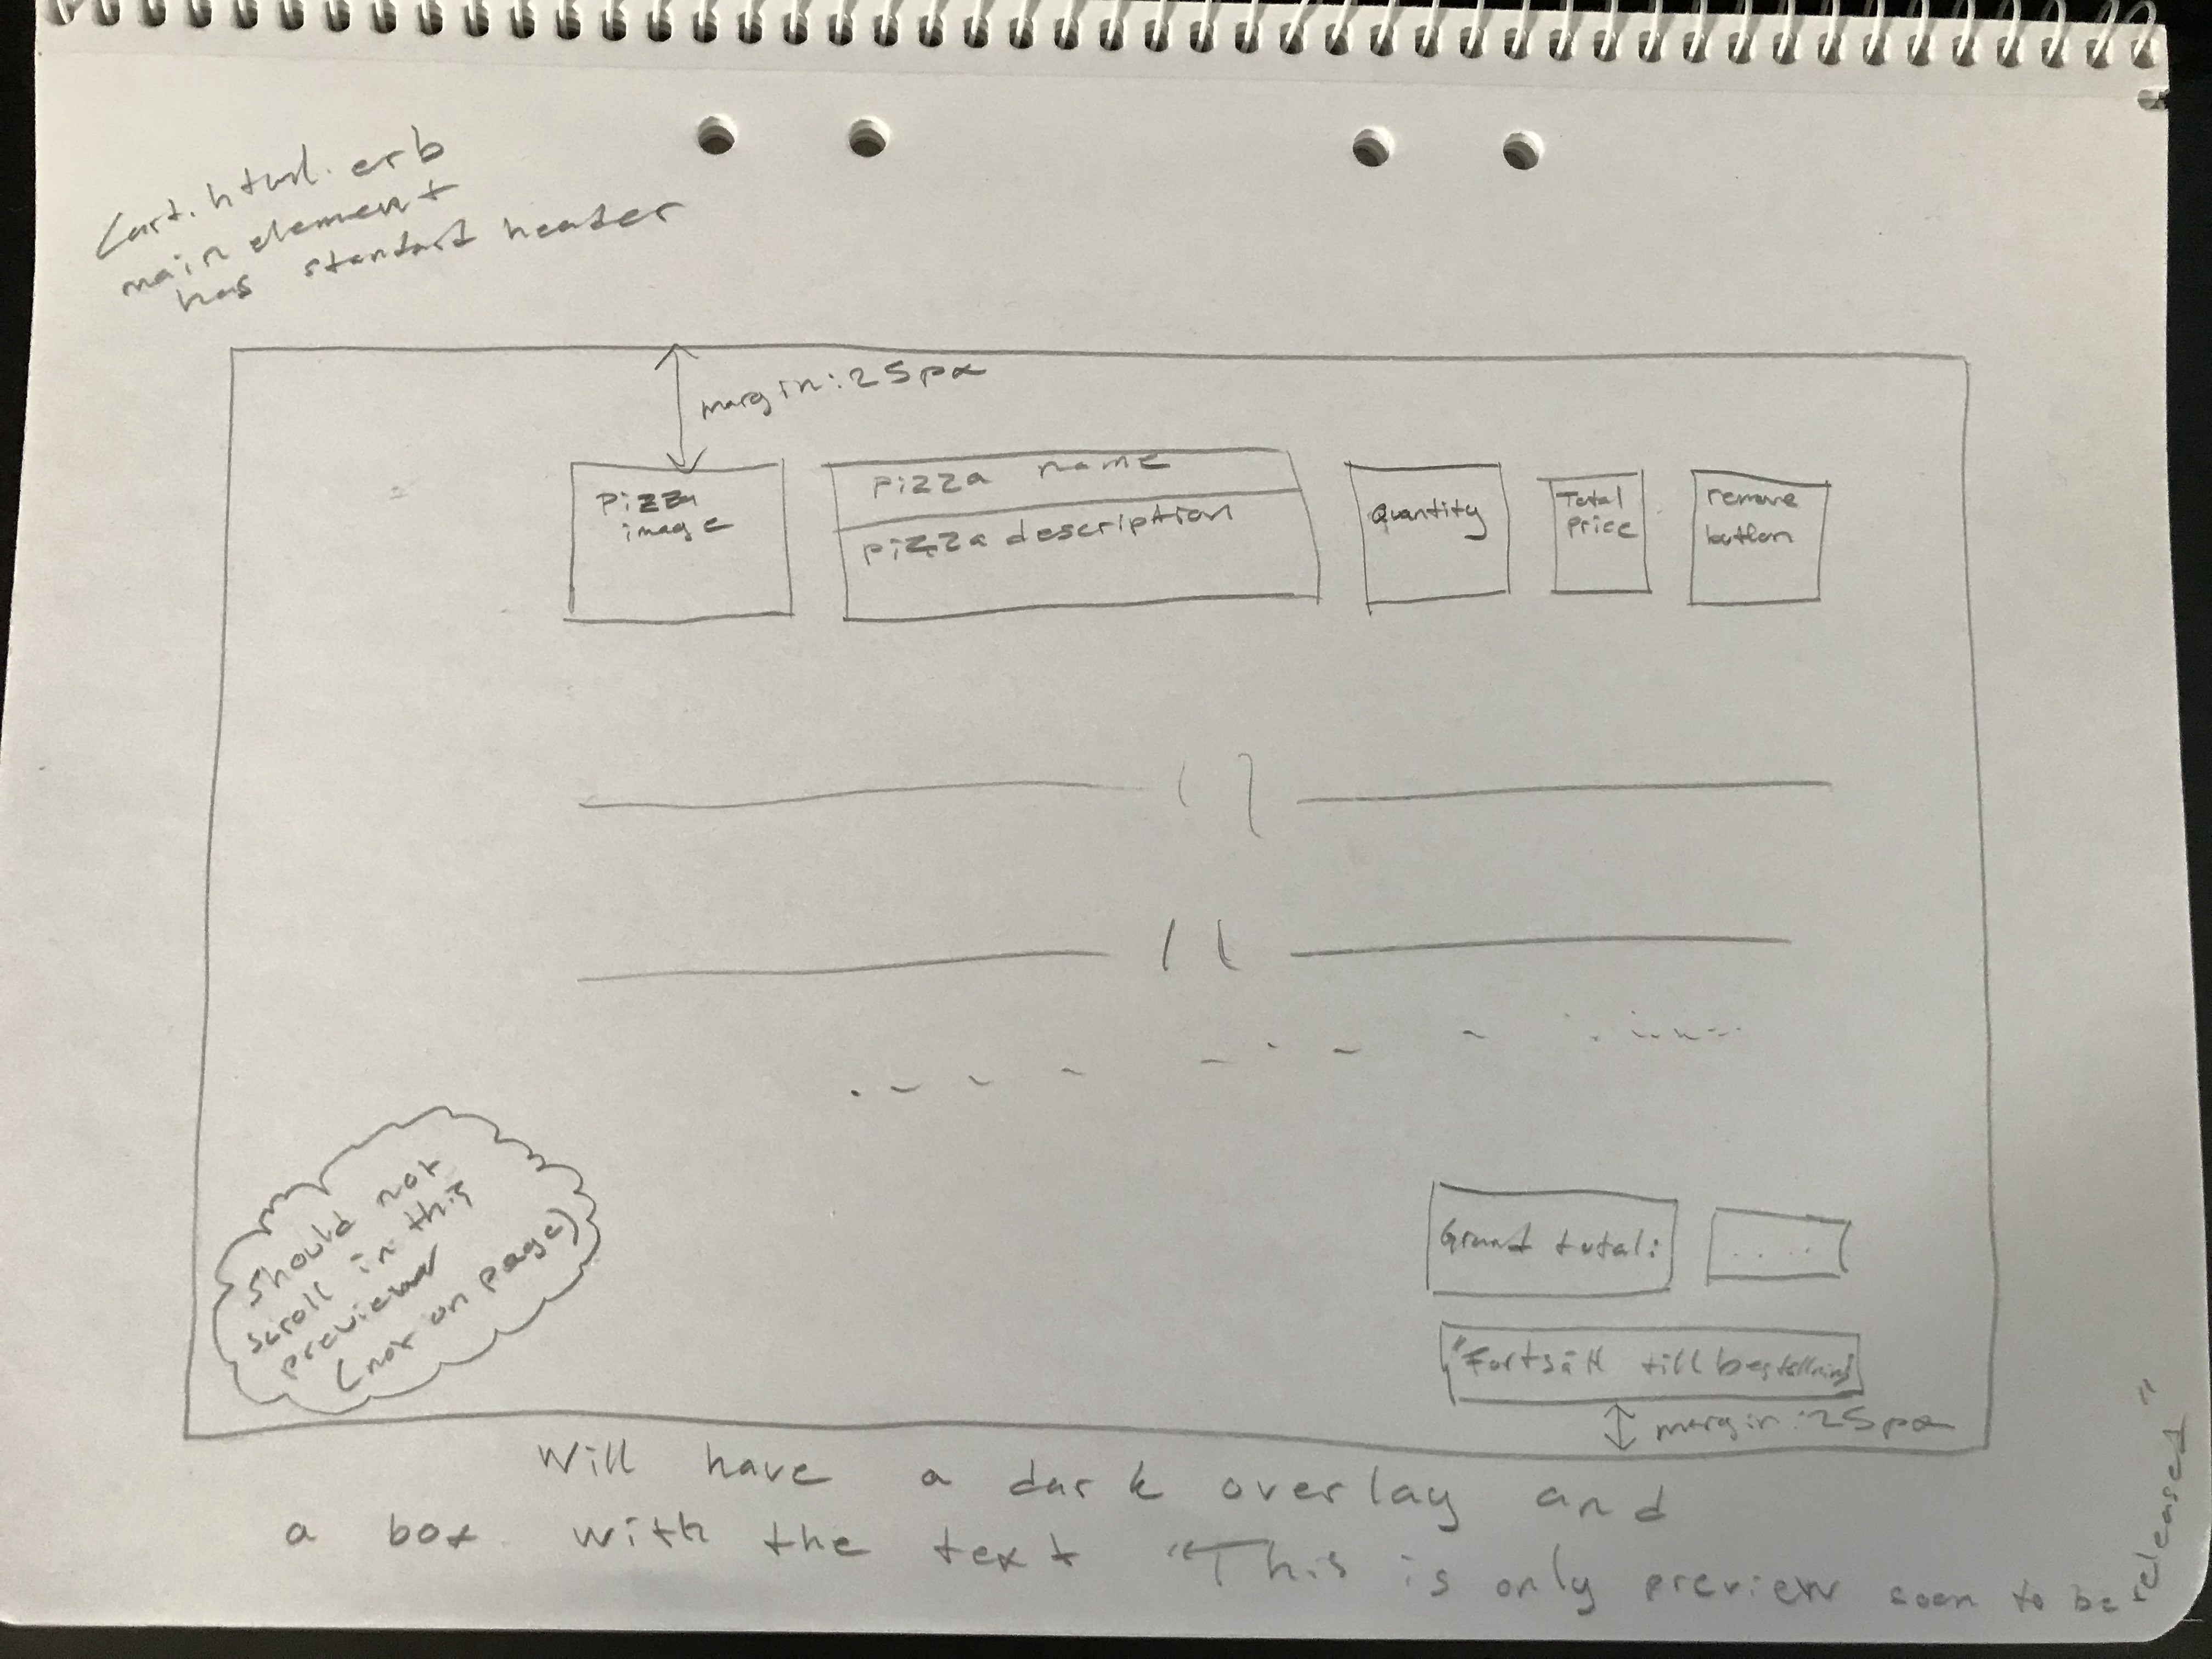 Cart.html.erb
main element
has standard header
margin:25px
Pizza
image
Pizza name
Pizza description
Quantity
Total
price
remove
button
Should not
scroll in this
preview
(not on page)
Grand total:
....
"Fortsätt till beställning"
margin:25px
Will have a dark overlay and
a box with the text "This is only preview soon to be released"